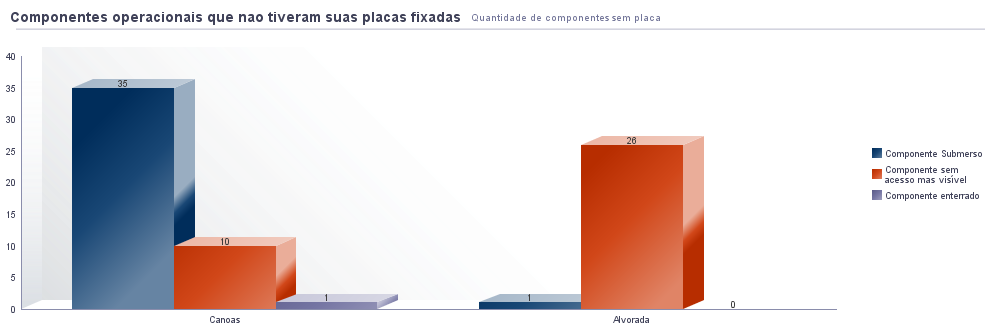 Componentes operacionais que nao tiveram suas placas fixadas Quantidade de componentes sem placa
40
35
30
25
20
15
10
5
0
35
10
1
1
26
0
Canoas
Alvorada
Componente Submerso
Componente sem
acesso mas visível
Componente enterrado